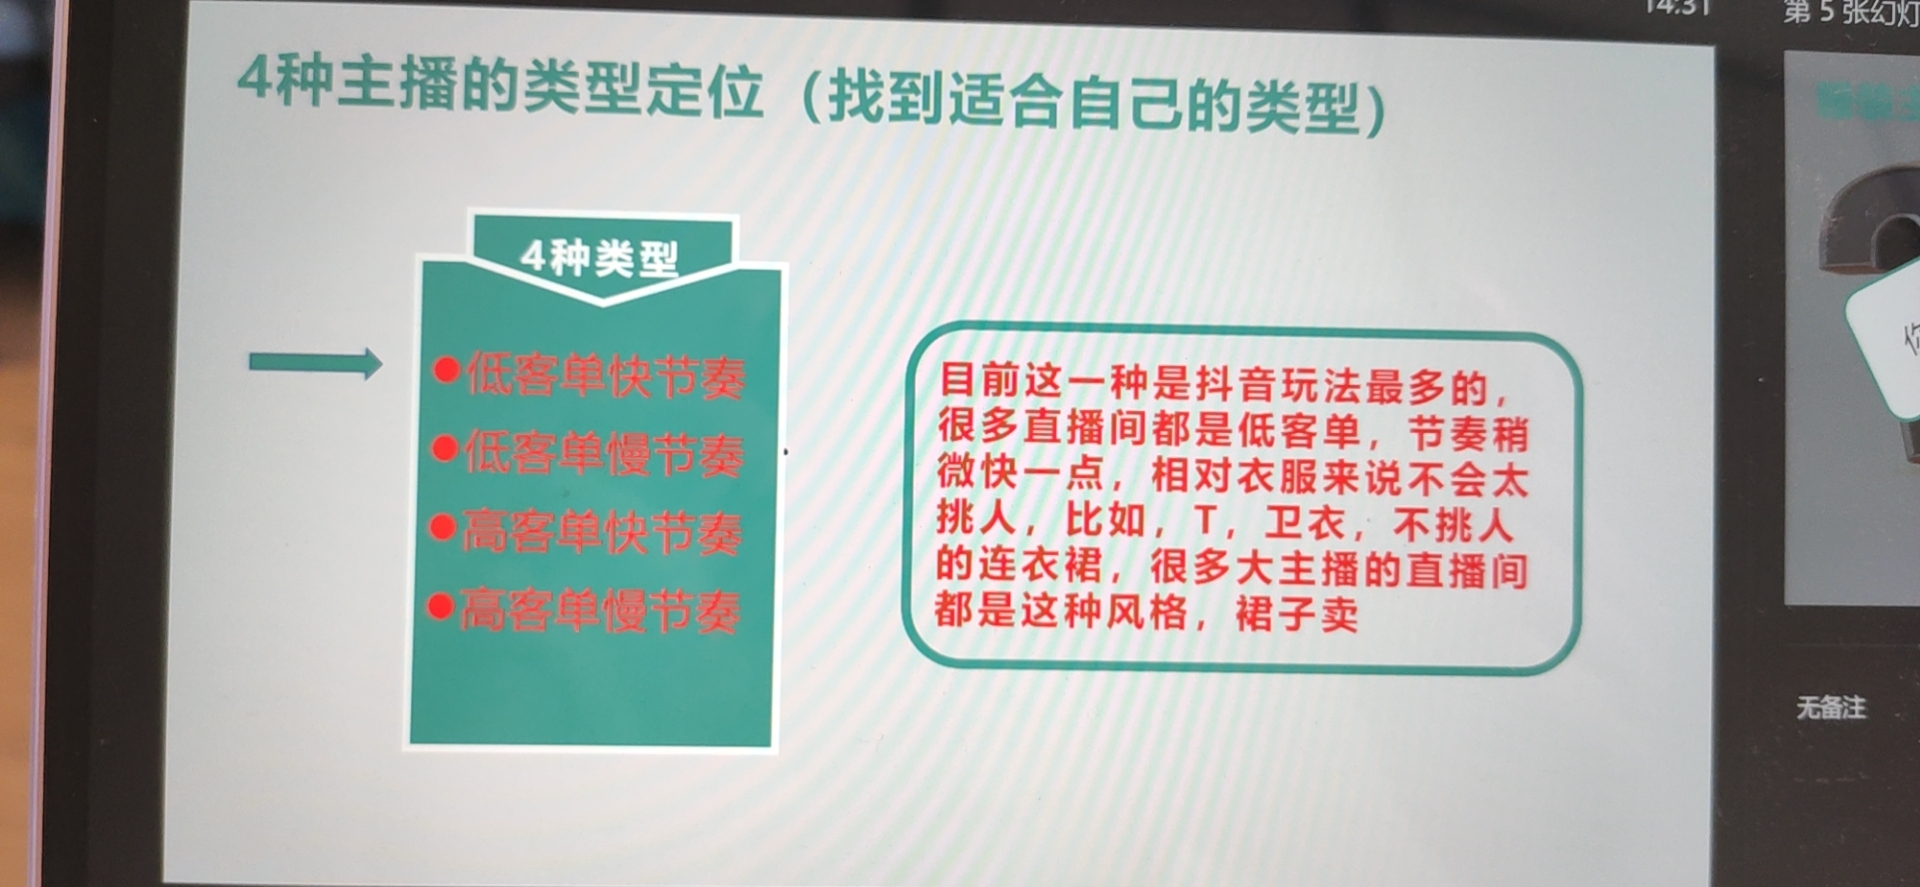 14:31
第 5 张幻灯
4种主播的类型定位（找到适合自己的类型）
4种类型
●低客单快节奏
●低客单慢节奏
●高客单快节奏
●高客单慢节奏
目前这一种是抖音玩法最多的，
很多直播间都是低客单，节奏稍
微快一点，相对衣服来说不会太
挑人，比如，T，卫衣，不挑人
的连衣裙，很多大主播的直播间
都是这种风格，裙子卖
你
无备注